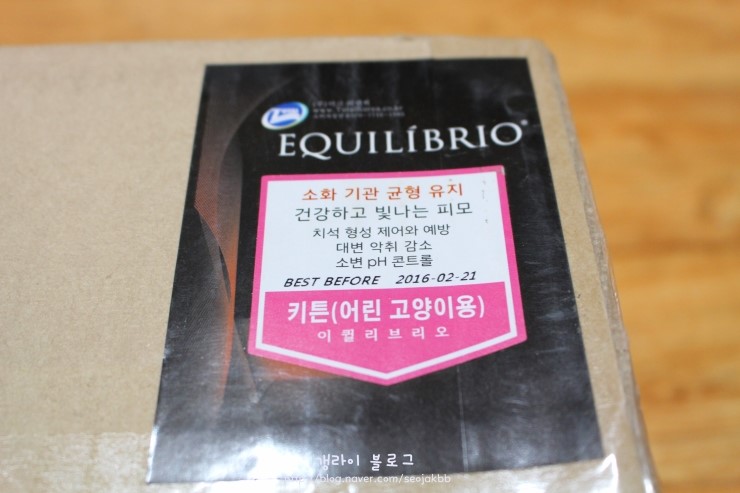 EQUILÍBRIO®
소화 기관 균형 유지
건강하고 빛나는 피모
치석 형성 제어와 예방
대변 악취 감소
소변 pH 콘트롤
BEST BEFORE 2016-02-21
키튼(어린 고양이용)
이퀼리브리오
갱라이 블로그
blog.naver.com/seojakbb